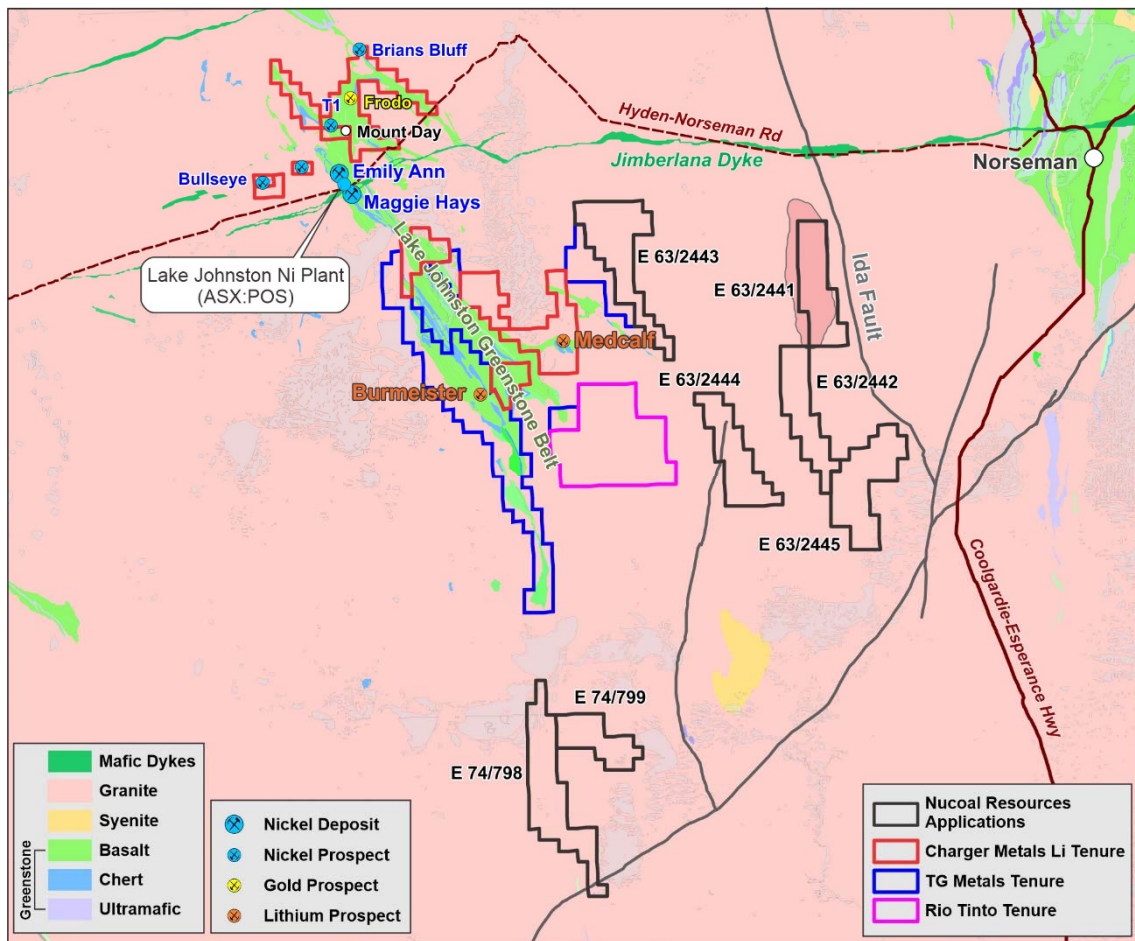 Brians Bluff
T1
Frodo
Mount Day
Hyden-Norseman Rd
Jimberlana Dyke
Norseman
Bullseye
Emily Ann
Maggie Hays
Lake Johnston Ni Plant
(ASX:POS)
Lake Johnston Greenstone Belt
E 63/2443
E 63/2441
Ida Fault
Medcalf
E 63/2444
E 63/2442
Burmeister
E 63/2445
Coolgardie-Esperance Hwy
E 74/799
E 74/798
Greenstone
Mafic Dykes
Granite
Syenite
Basalt
Chert
Ultramafic
Nickel Deposit
Nickel Prospect
Gold Prospect
Lithium Prospect
Nucoal Resources
Applications
Charger Metals Li Tenure
TG Metals Tenure
Rio Tinto Tenure